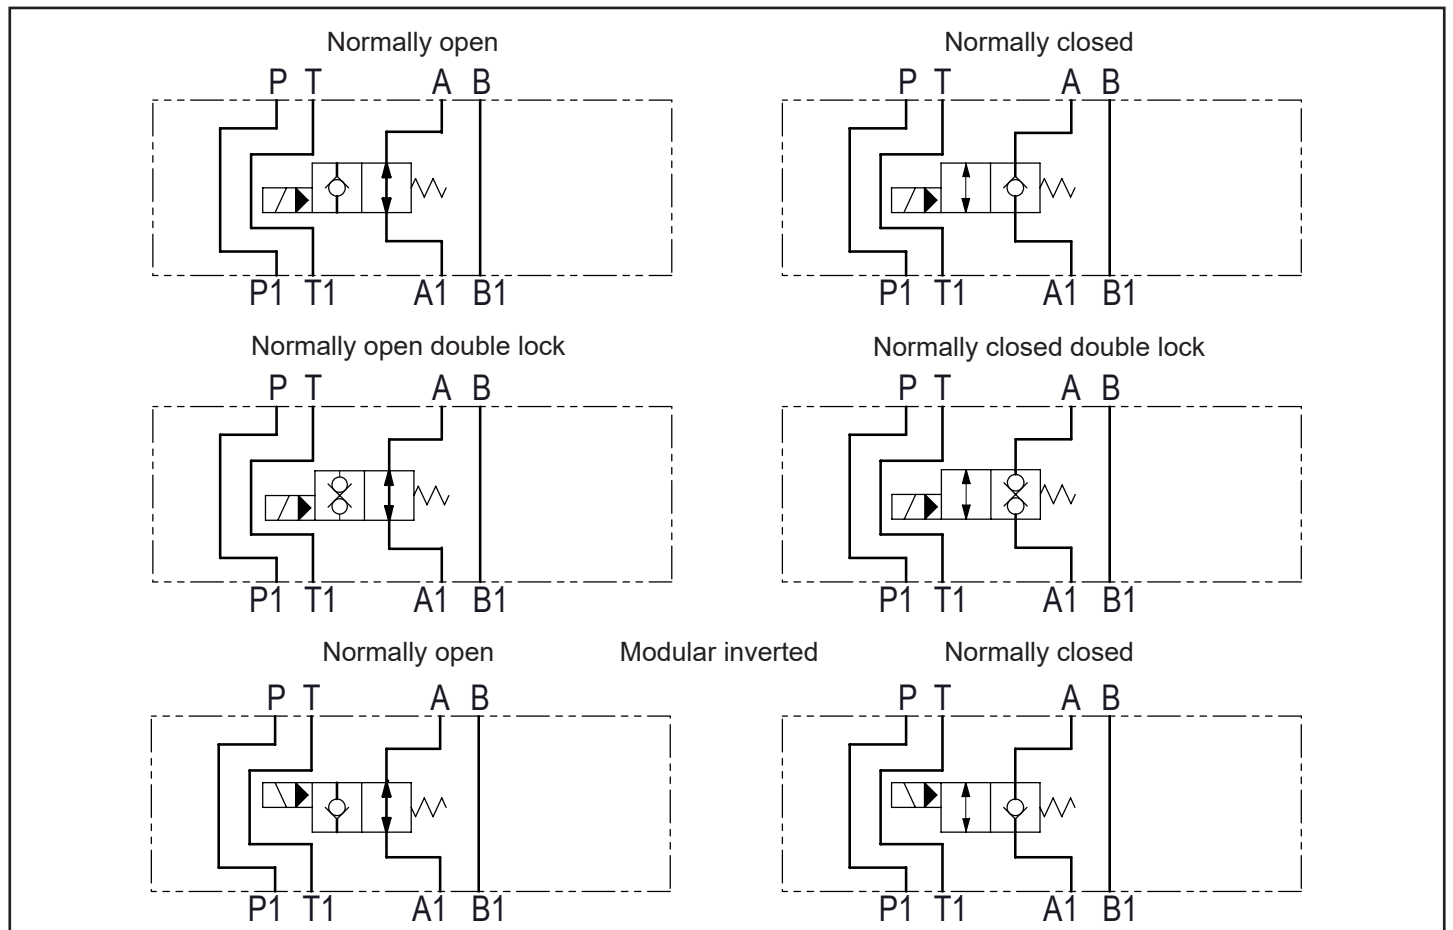 Normally open Normally closed
P T A B P T A B
P1 T1 A1 B1 P1 T1 A1 B1
Normally open double lock Normally closed double lock
P T A B P T A B
P1 T1 A1 B1 P1 T1 A1 B1
Normally open Modular inverted Normally closed
P T A B P T A B
P1 T1 A1 B1 P1 T1 A1 B1